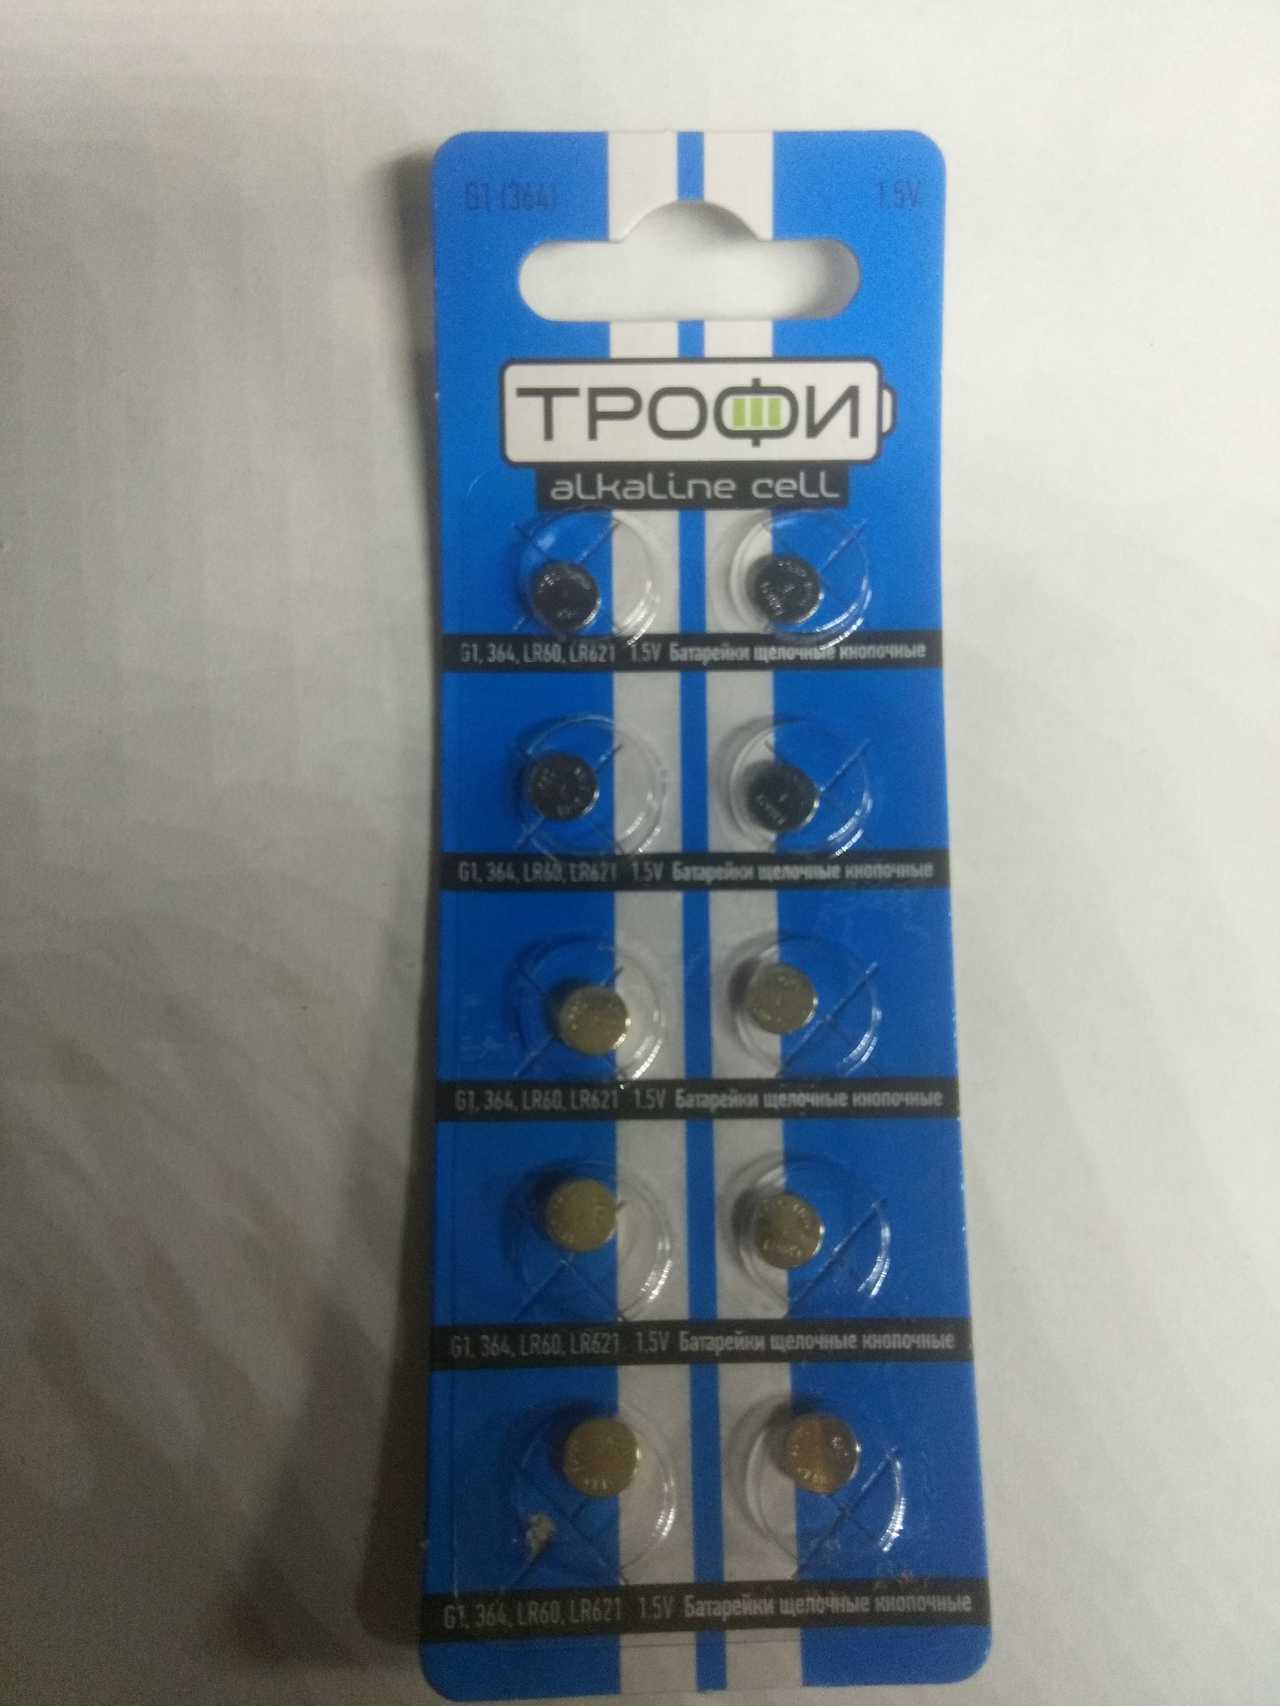 G1 (364) 1.5V
ТРОФИ
alkaline cell
G1, 364, LR60, LR621 1.5V Батарейки щелочные кнопочные
G1, 364, LR60, LR621 1.5V Батарейки щелочные кнопочные
G1, 364, LR60, LR621 1.5V Батарейки щелочные кнопочные
G1, 364, LR60, LR621 1.5V Батарейки щелочные кнопочные
G1, 364, LR60, LR621 1.5V Батарейки щелочные кнопочные